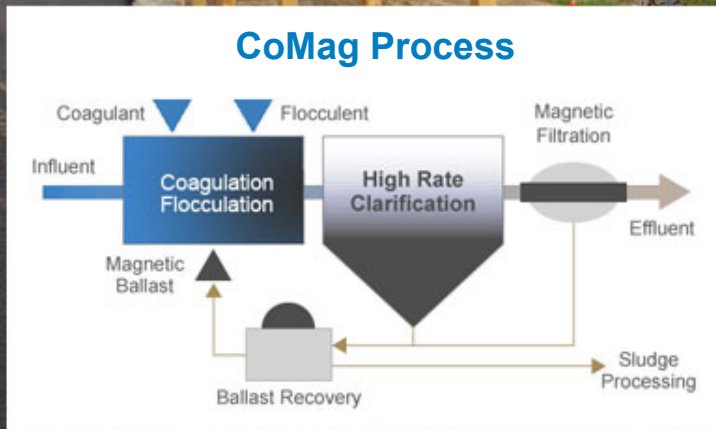 CoMag Process
Coagulant
Flocculent
Magnetic
Filtration
Influent
Coagulation
Flocculation
High Rate
Clarification
Effluent
Magnetic
Ballast
Ballast Recovery
Sludge
Processing